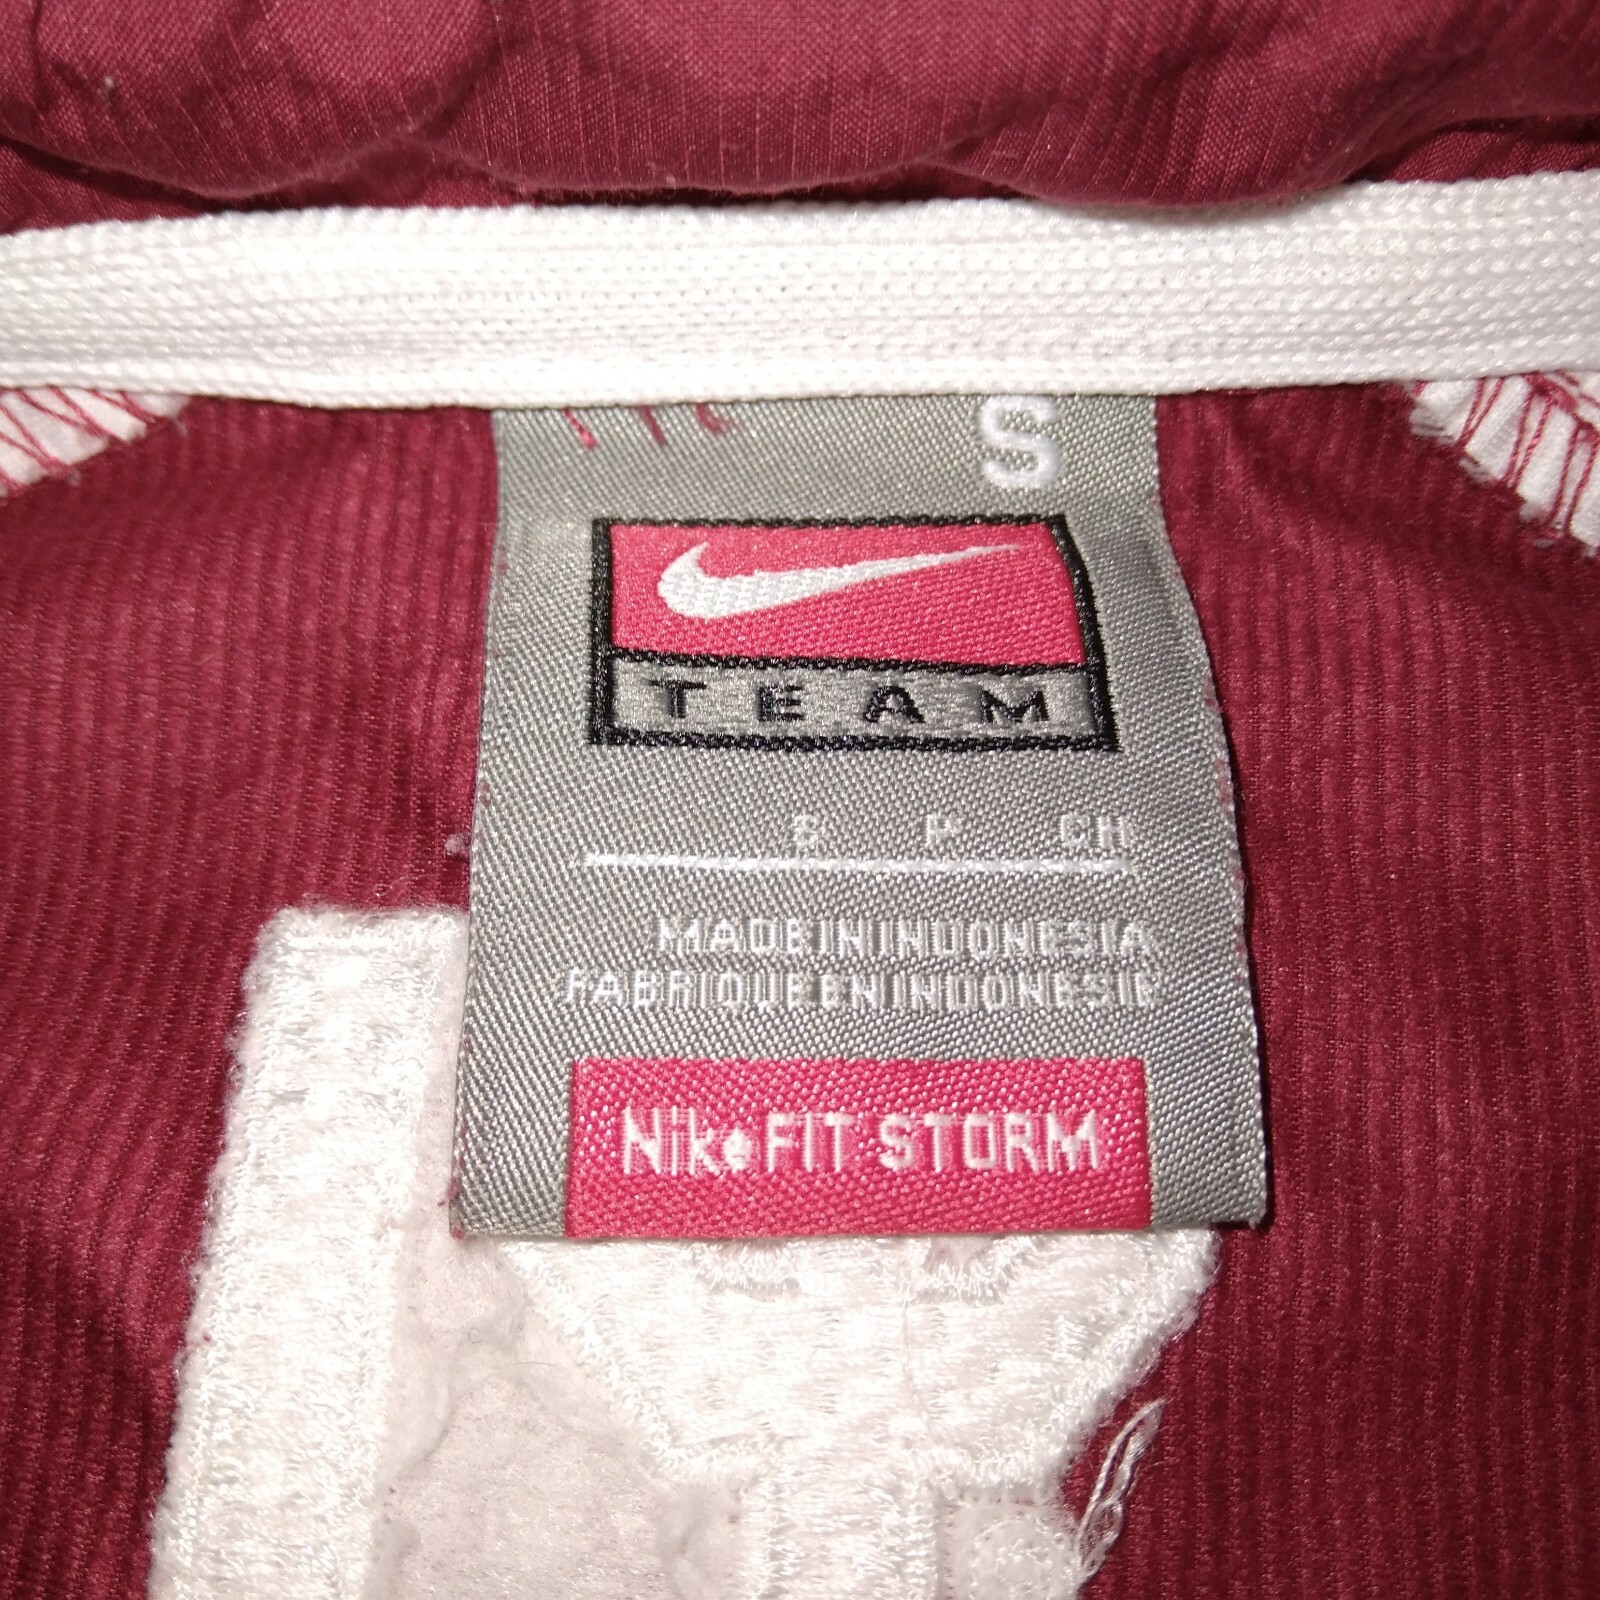 S
TEAM
S P CH
MADE IN INDONESIA
FABRIQUE EN INDONESIE
Nike FIT STORM